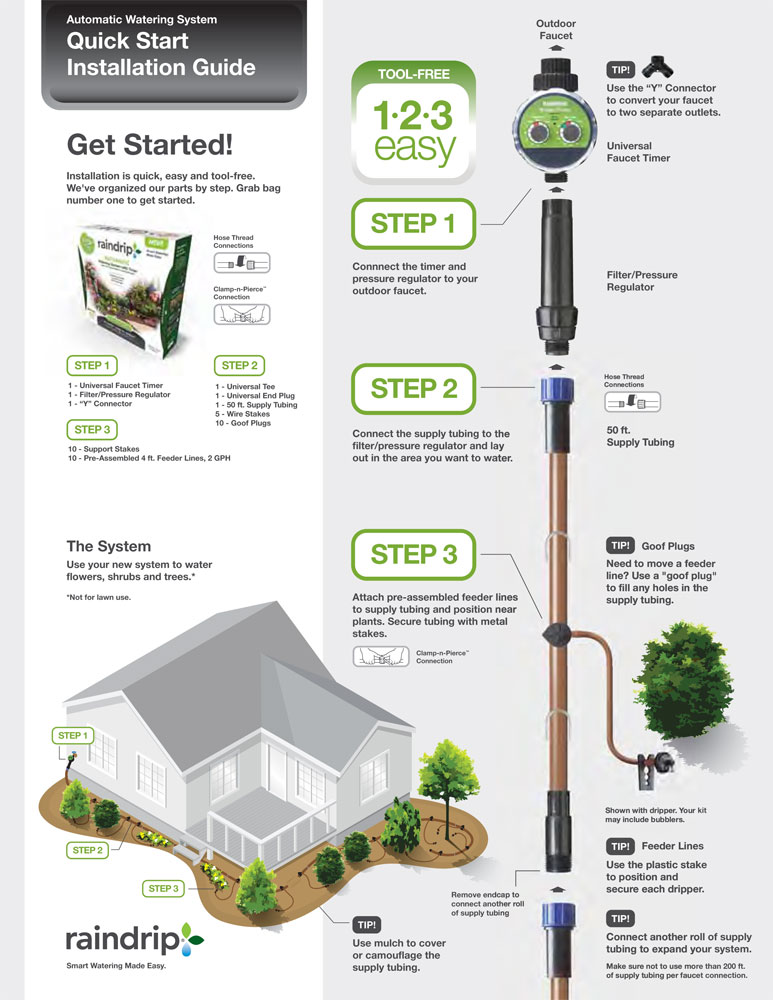 Automatic Watering System
Quick Start
Installation Guide
Get Started!
Installation is quick, easy and tool-free.
We've organized our parts by step. Grab bag
number one to get started.
raindrip
Hose Thread
Connections
Clamp-n-Pierce™
Connection
STEP 1
1 - Universal Faucet Timer
1 - Filter/Pressure Regulator
1 - “Y” Connector
STEP 2
1 - Universal Tee
1 - Universal End Plug
1 - 50 ft. Supply Tubing
5 - Wire Stakes
10 - Goof Plugs
STEP 3
10 - Support Stakes
10 - Pre-Assembled 4 ft. Feeder Lines, 2 GPH
The System
Use your new system to water
flowers, shrubs and trees.*
*Not for lawn use.
STEP 1
STEP 2
STEP 3
raindrip
Smart Watering Made Easy.
TIP!
Use mulch to cover
or camouflage the
supply tubing.
TOOL-FREE
1·2·3
easy
STEP 1
Connnect the timer and
pressure regulator to your
outdoor faucet.
STEP 2
Connect the supply tubing to the
filter/pressure regulator and lay
out in the area you want to water.
STEP 3
Attach pre-assembled feeder lines
to supply tubing and position near
plants. Secure tubing with metal
stakes.
Clamp-n-Pierce™
Connection
Remove endcap to
connect another roll
of supply tubing
Outdoor
Faucet
TIP!
Use the “Y” Connector
to convert your faucet
to two separate outlets.
Universal
Faucet Timer
Filter/Pressure
Regulator
Hose Thread
Connections
50 ft.
Supply Tubing
TIP! Goof Plugs
Need to move a feeder
line? Use a "goof plug"
to fill any holes in the
supply tubing.
Shown with dripper. Your kit
may include bubblers.
TIP! Feeder Lines
Use the plastic stake
to position and
secure each dripper.
TIP!
Connect another roll of supply
tubing to expand your system.
Make sure not to use more than 200 ft.
of supply tubing per faucet connection.